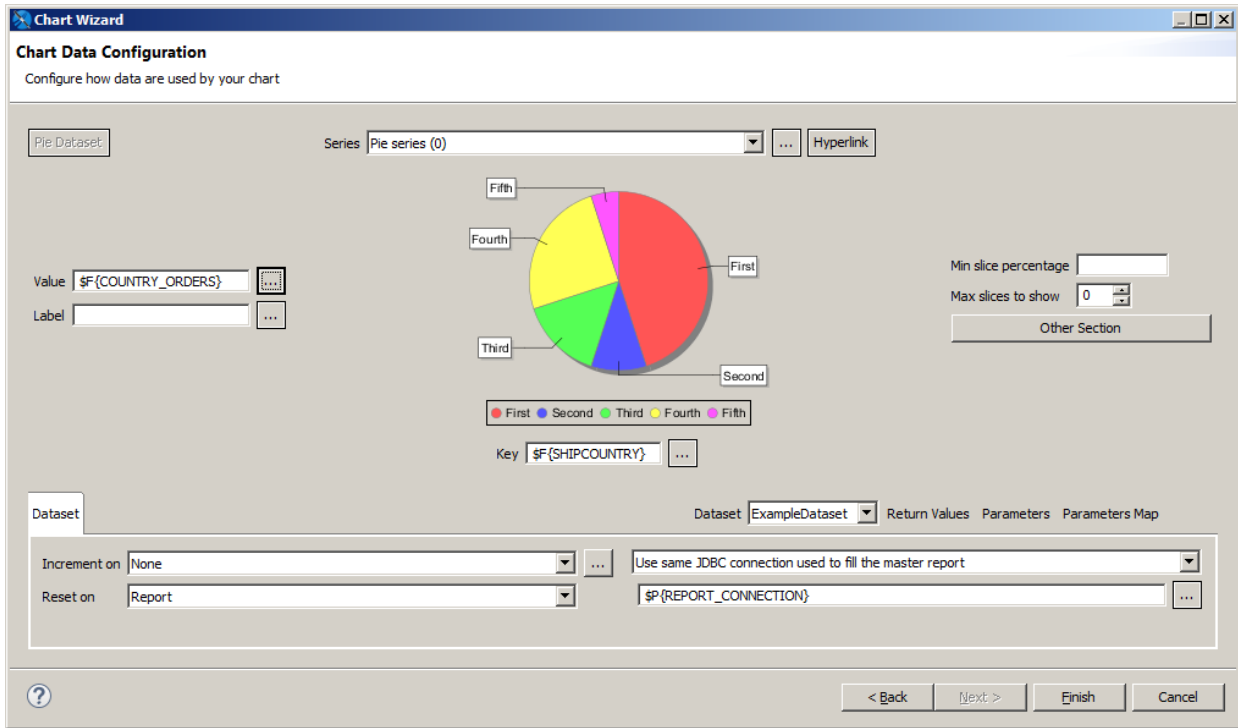 Chart Wizard
Chart Data Configuration
Configure how data are used by your chart
Pie Dataset
Series Pie series (0) ... Hyperlink
Fifth
Fourth
First
Third
Second
Value $F{COUNTRY_ORDERS} ...
Label ...
Min slice percentage
Max slices to show 0
Other Section
First Second Third Fourth Fifth
Key $F{SHIPCOUNTRY} ...
Dataset
Dataset ExampleDataset Return Values Parameters Parameters Map
Increment on None ... Use same JDBC connection used to fill the master report
Reset on Report $P{REPORT_CONNECTION} ...
? < Back Next > Finish Cancel